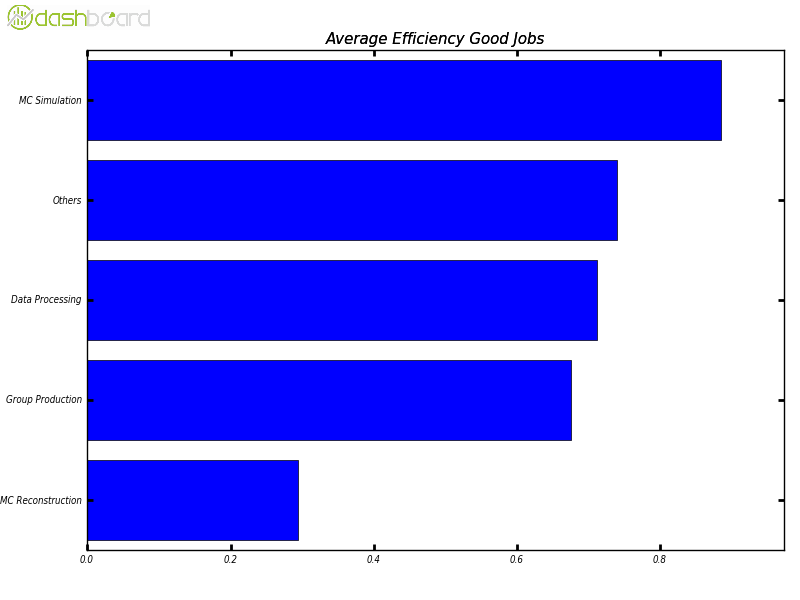 dashboard
Average Efficiency Good Jobs
MC Simulation
Others
Data Processing
Group Production
MC Reconstruction
0.0 0.2 0.4 0.6 0.8